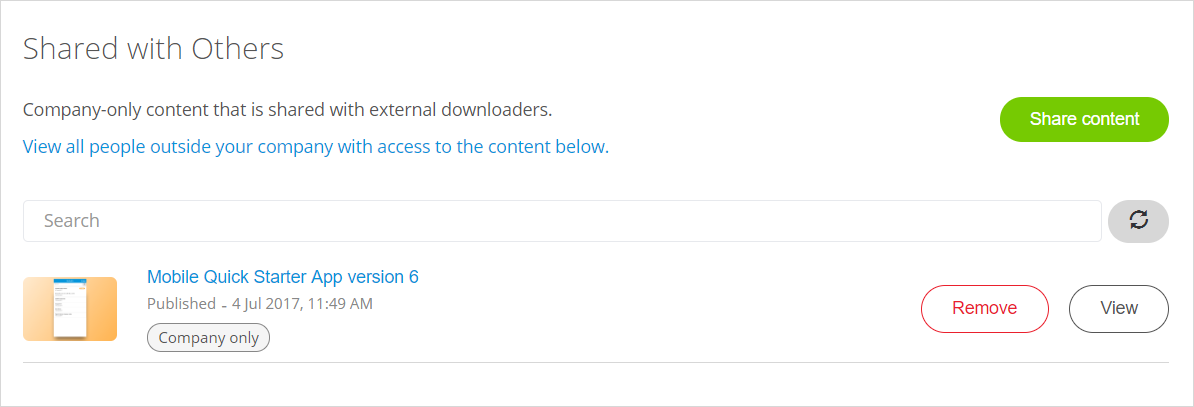 Shared with Others
Company-only content that is shared with external downloaders.
Share content
View all people outside your company with access to the content below.
Search
Mobile Quick Starter App version 6
Published - 4 Jul 2017, 11:49 AM
Remove
View
Company only